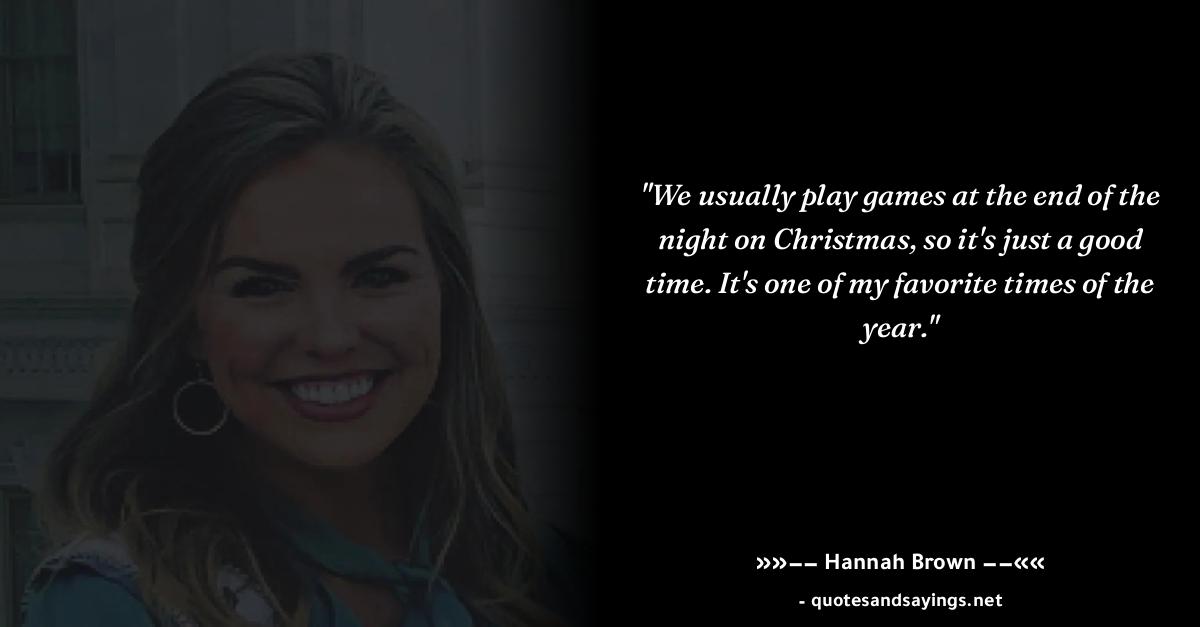 "We usually play games at the end of the
night on Christmas, so it's just a good
time. It's one of my favorite times of the
year."
»»−− Hannah Brown −−««
- quotesandsayings.net